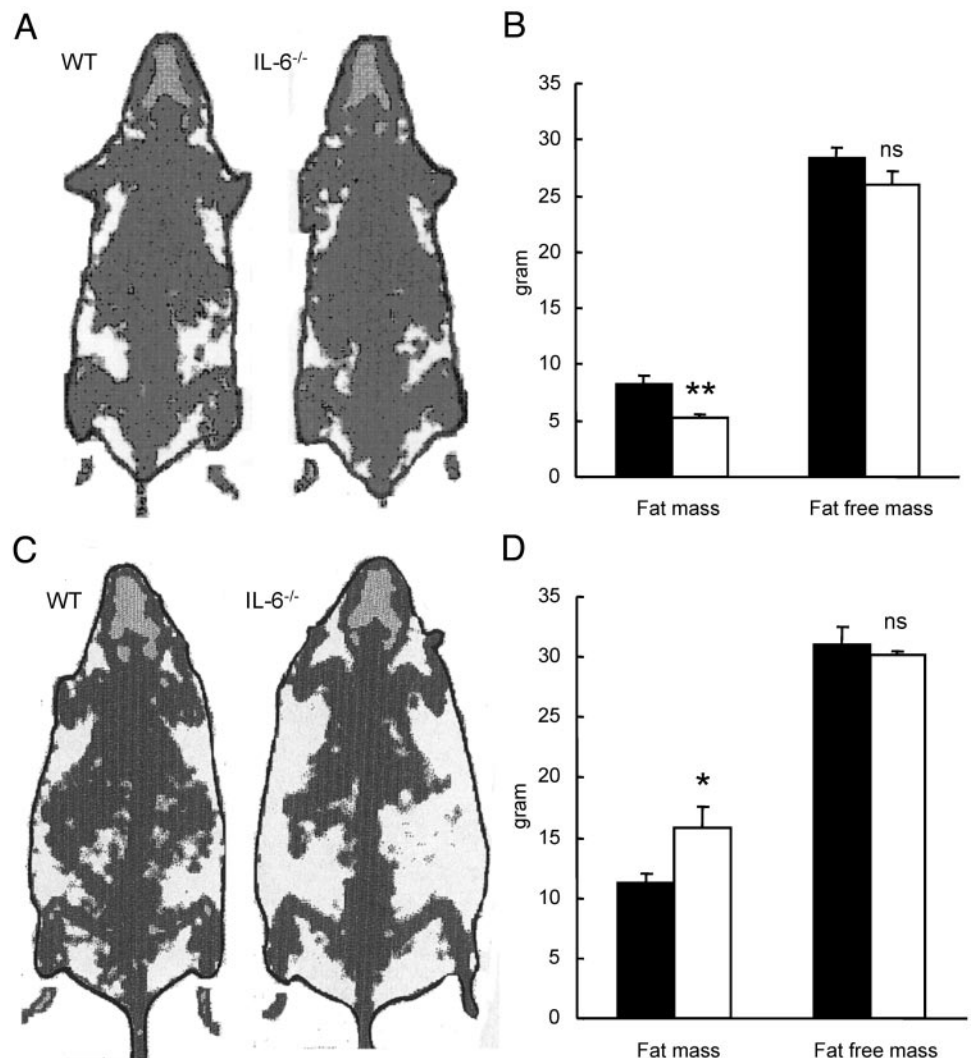 A
WT
IL-6-/-
B
35
30
25
20
15
10
5
0
gram
**
ns
Fat mass
Fat free mass
C
WT
IL-6-/-
D
35
30
25
20
15
10
5
0
gram
*
ns
Fat mass
Fat free mass